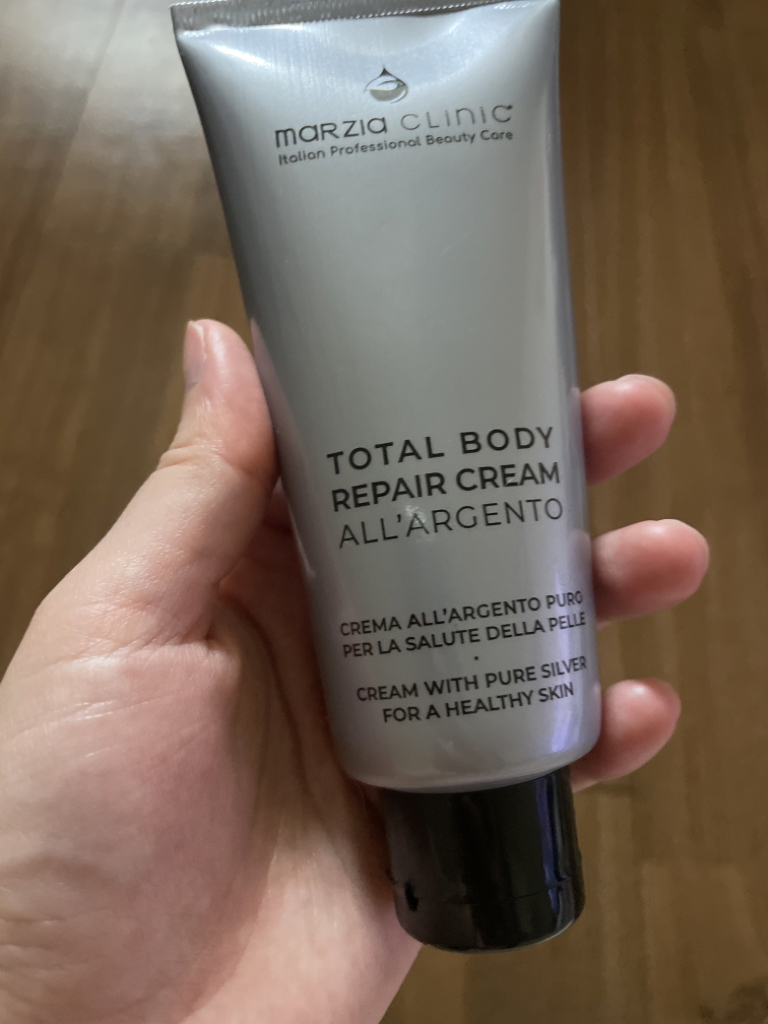 marzia CLINIC
Italian Professional Beauty Care
TOTAL BODY
REPAIR CREAM
ALL'ARGENTO
CREMA ALL'ARGENTO PURO
PER LA SALUTE DELLA PELLE
·
CREAM WITH PURE SILVER
FOR A HEALTHY SKIN